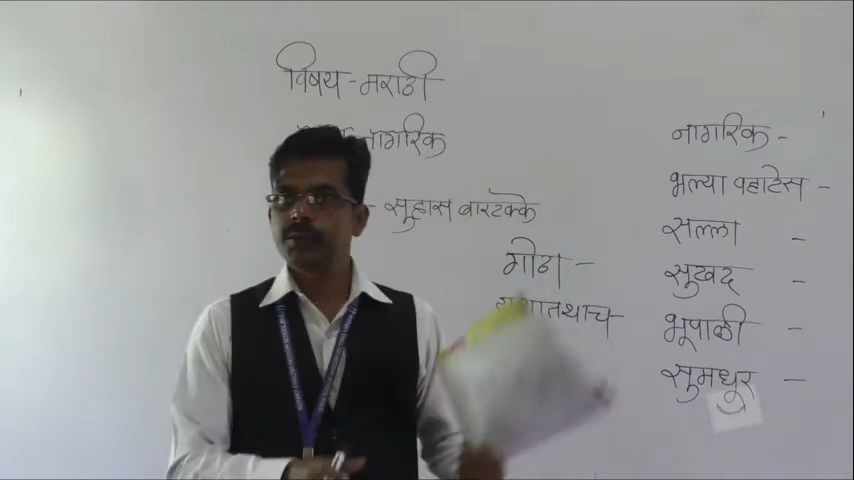 विषय - मराठी
नागरिक
- सुहास बारटक्के
गोठा -
नागरिक -
भल्या पहाटेस -
सल्ला -
सुखद -
भूपाळी -
सुमधूर -